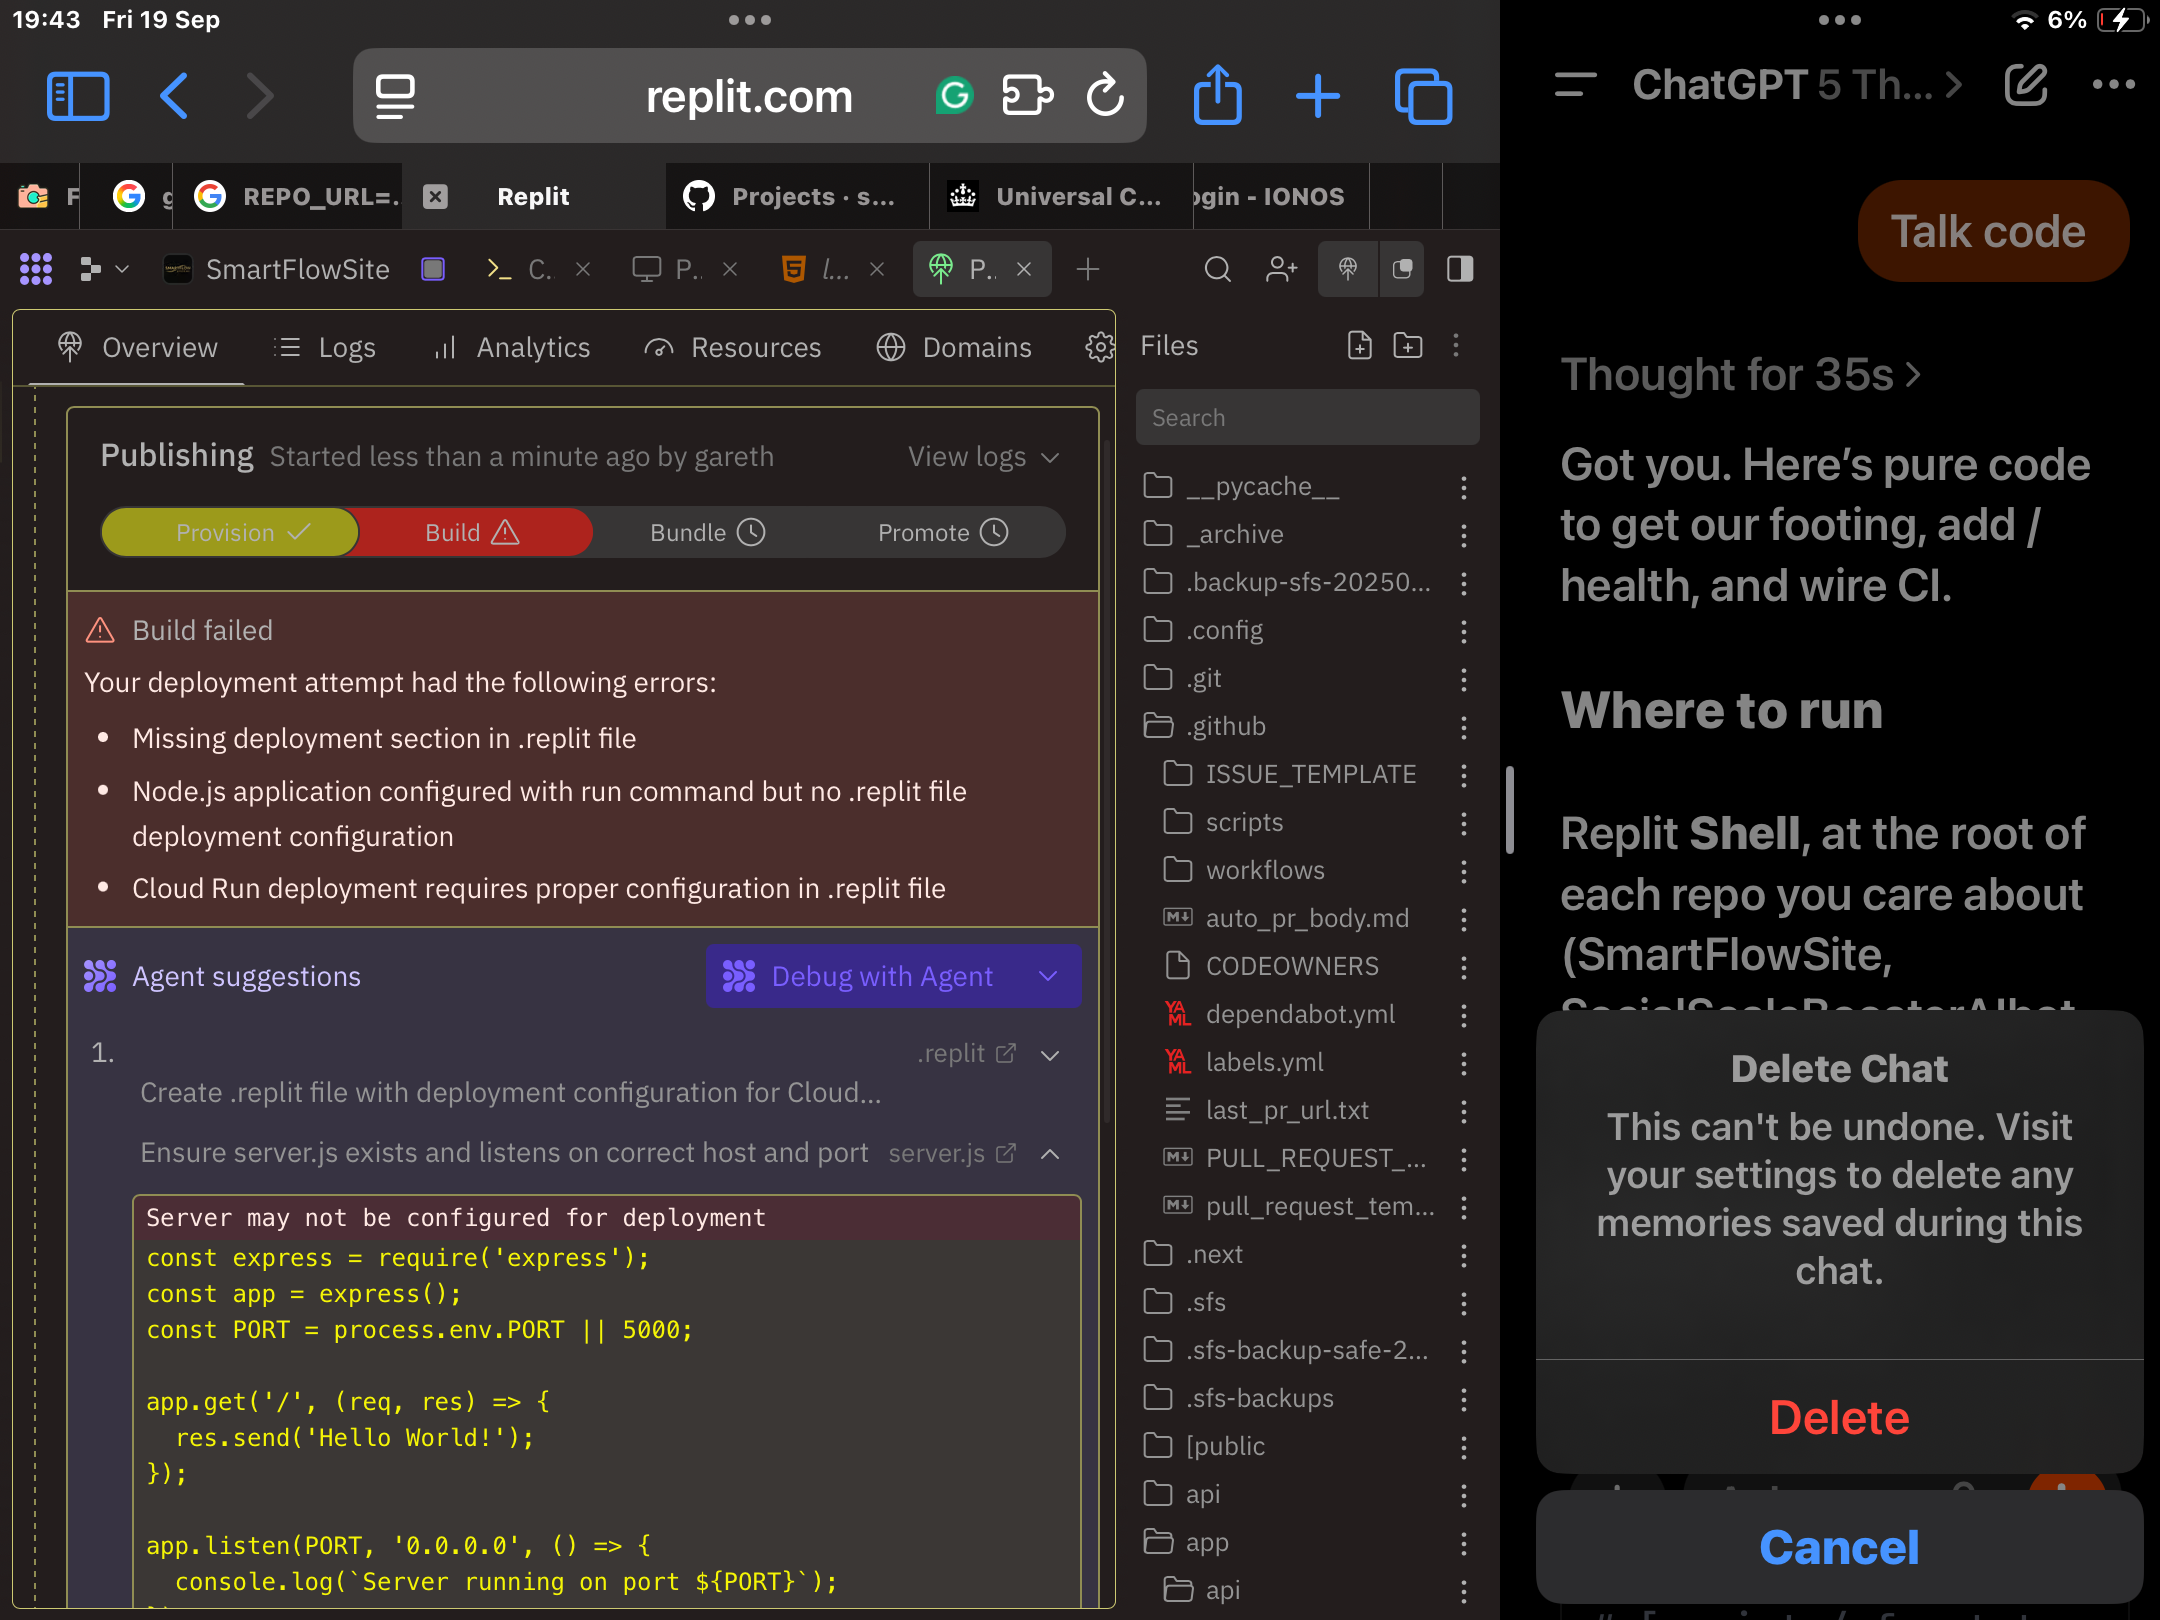 19:43 Fri 19 Sep
6%
replit.com
F
g
REPO_URL=...
Replit
Projects · s...
Universal C...
ogin - IONOS
SmartFlowSite
C.
P.
l...
P.
Overview
Logs
Analytics
Resources
Domains
Publishing Started less than a minute ago by gareth
View logs
Provision
Build
Bundle
Promote
Build failed
Your deployment attempt had the following errors:
• Missing deployment section in .replit file
• Node.js application configured with run command but no .replit file
deployment configuration
• Cloud Run deployment requires proper configuration in .replit file
Agent suggestions
Debug with Agent
1.
.replit
Create .replit file with deployment configuration for Cloud...
Ensure server.js exists and listens on correct host and port server.js
Server may not be configured for deployment
const express = require('express');
const app = express();
const PORT = process.env.PORT || 5000;
app.get('/', (req, res) => {
res.send('Hello World!');
});
app.listen(PORT, '0.0.0.0', () => {
console.log(`Server running on port ${PORT}`);
Files
Search
__pycache__
_archive
.backup-sfs-20250...
.config
.git
.github
ISSUE_TEMPLATE
scripts
workflows
auto_pr_body.md
CODEOWNERS
YAML dependabot.yml
YAML labels.yml
last_pr_url.txt
PULL_REQUEST_...
pull_request_tem...
.next
.sfs
.sfs-backup-safe-2...
.sfs-backups
[public
api
app
api
ChatGPT 5 Th... >
Talk code
Thought for 35s >
Got you. Here’s pure code
to get our footing, add /
health, and wire CI.
Where to run
Replit Shell, at the root of
each repo you care about
(SmartFlowSite,
SocialScaleBoosterAIbot
Delete Chat
This can't be undone. Visit
your settings to delete any
memories saved during this
chat.
Delete
Cancel